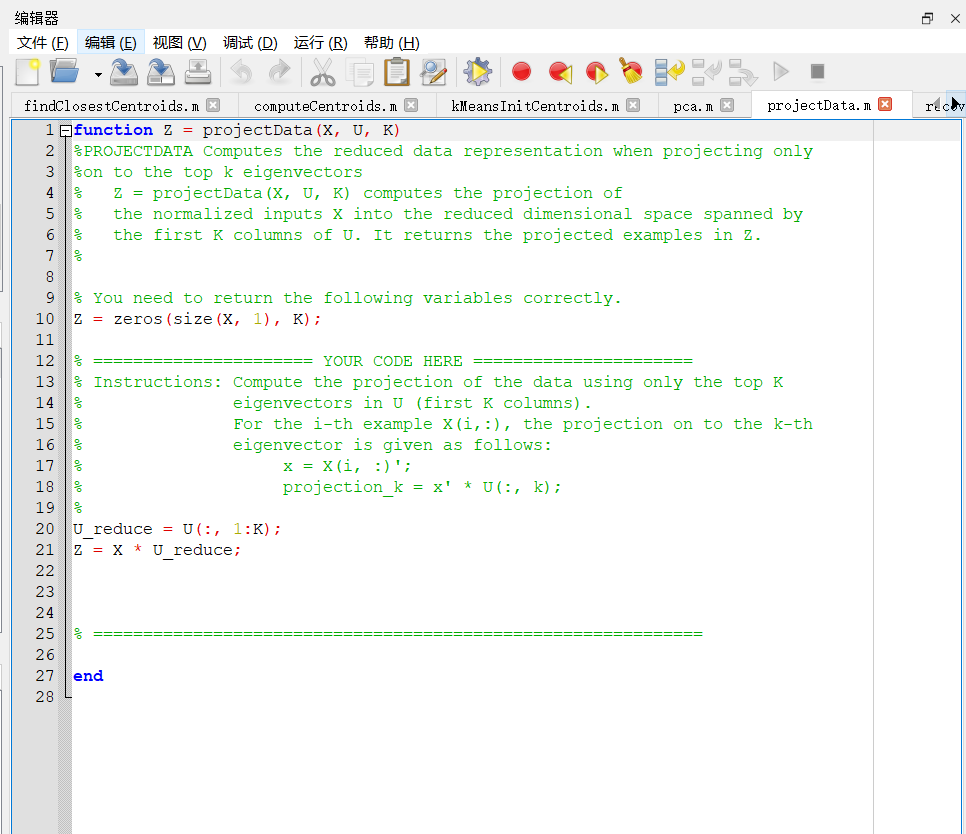 编辑器
文件 (F) 编辑 (E) 视图 (V) 调试 (D) 运行 (R) 帮助 (H)
findClosestCentroids.m computeCentroids.m kMeansInitCentroids.m pca.m projectData.m
1 function Z = projectData(X, U, K)
2 %PROJECTDATA Computes the reduced data representation when projecting only
3 %on to the top k eigenvectors
4 %   Z = projectData(X, U, K) computes the projection of
5 %   the normalized inputs X into the reduced dimensional space spanned by
6 %   the first K columns of U. It returns the projected examples in Z.
7 %
8
9 % You need to return the following variables correctly.
10 Z = zeros(size(X, 1), K);
11
12 % ====================== YOUR CODE HERE ======================
13 % Instructions: Compute the projection of the data using only the top K
14 %               eigenvectors in U (first K columns).
15 %               For the i-th example X(i,:), the projection on to the k-th
16 %               eigenvector is given as follows:
17 %                    x = X(i, :)';
18 %                    projection_k = x' * U(:, k);
19 %
20 U_reduce = U(:, 1:K);
21 Z = X * U_reduce;
22
23
24
25 % =============================================================
26
27 end
28